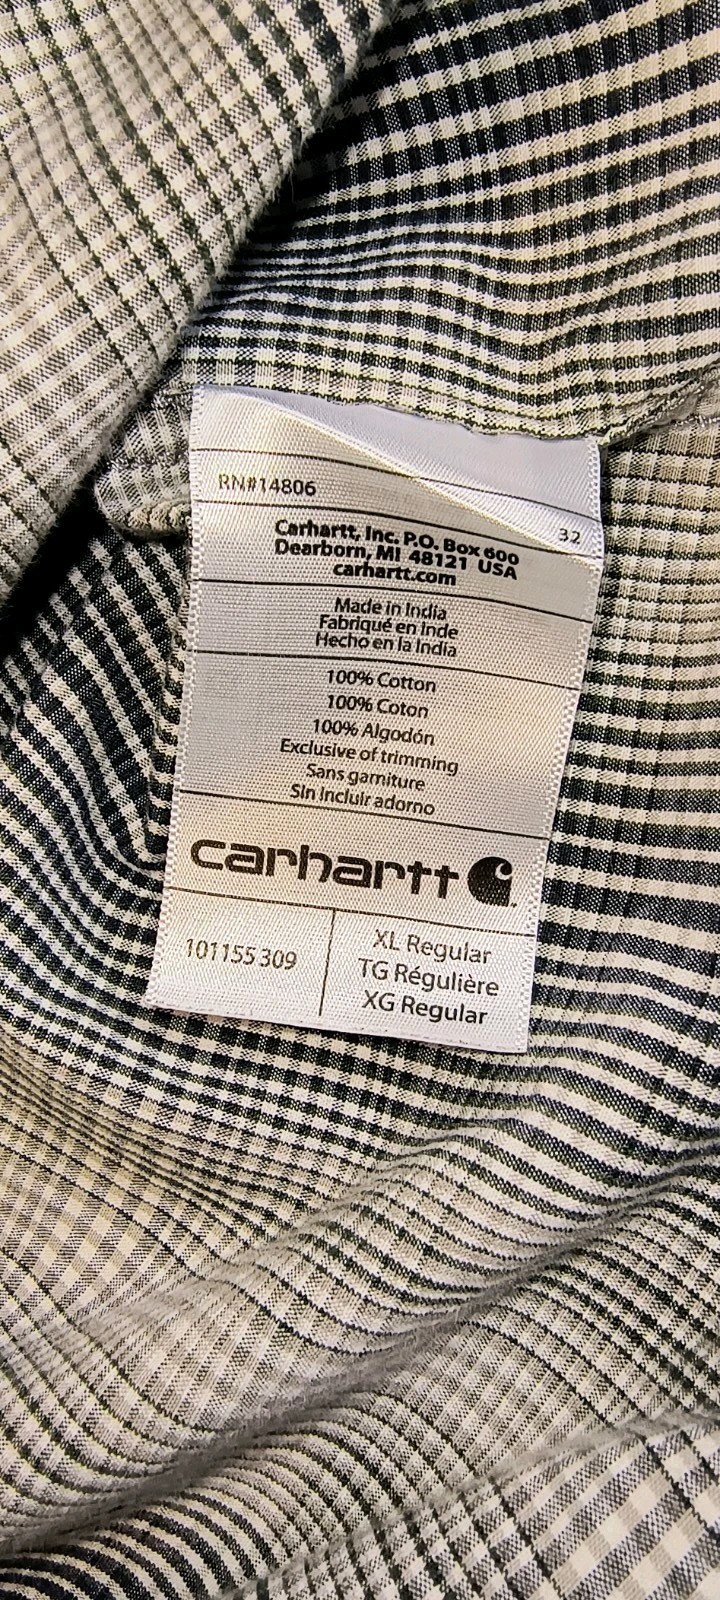 RN#14806
32
Carhartt, Inc. P.O. Box 600
Dearborn, MI 48121 USA
carhartt.com
Made in India
Fabriqué en Inde
Hecho en la India
100% Cotton
100% Coton
100% Algodón
Exclusive of trimming
Sans garniture
Sin incluir adorno
carhartt
101155 309
XL Regular
TG Régulière
XG Regular